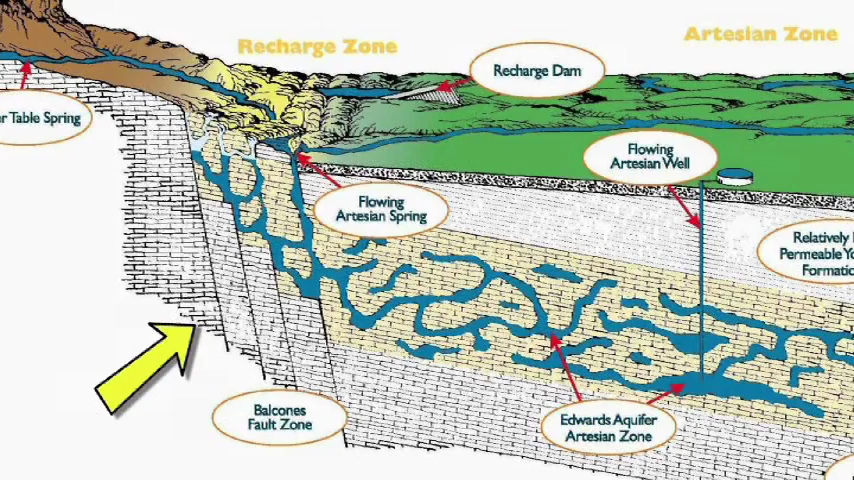 Recharge Zone
Artesian Zone
Recharge Dam
Table Spring
Flowing
Artesian Well
Flowing
Artesian Spring
Relatively
Permeable
Balcones
Fault Zone
Edwards Aquifer
Artesian Zone